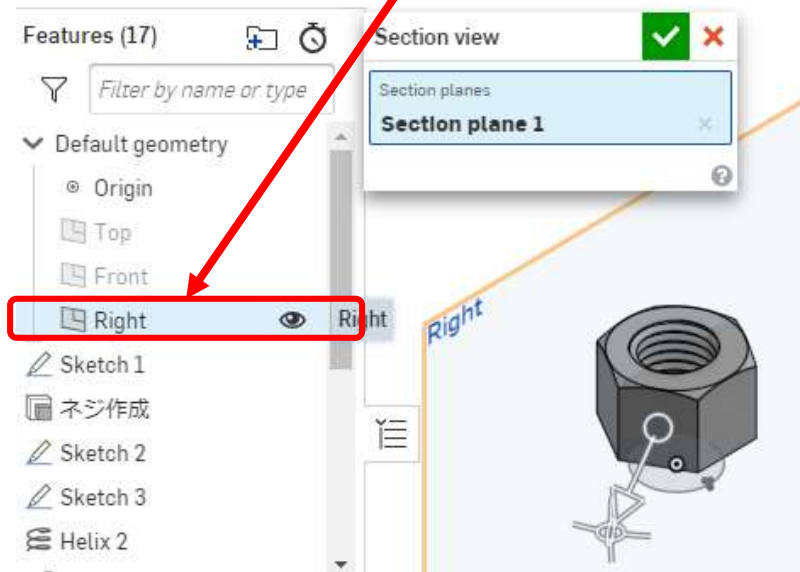 Features (17)
Filter by name or type
Default geometry
Origin
Top
Front
Right
Right
Sketch 1
ネジ作成
Sketch 2
Sketch 3
Helix 2
Section view
Section planes
Section plane 1
Right